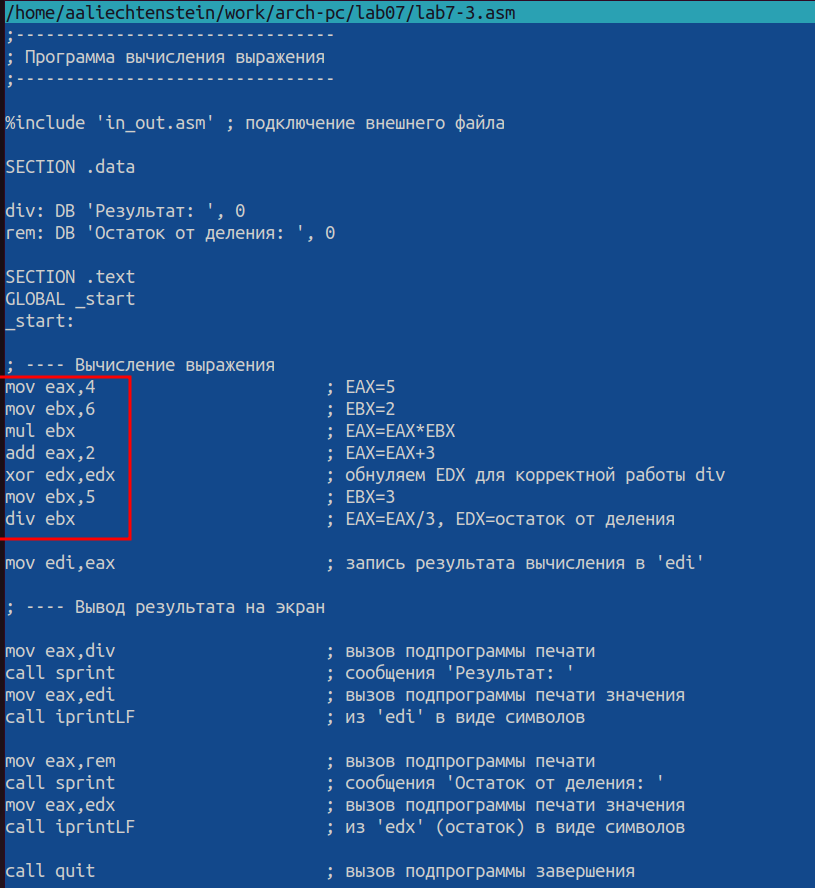 /home/aaliechtenstein/work/arch-pc/lab07/lab7-3.asm
;--------------------------------
; Программа вычисления выражения
;--------------------------------
%include 'in_out.asm' ; подключение внешнего файла
SECTION .data
div: DB 'Результат: ', 0
rem: DB 'Остаток от деления: ', 0
SECTION .text
GLOBAL _start
_start:
; ---- Вычисление выражения
mov eax,4 ; EAX=5
mov ebx,6 ; EBX=2
mul ebx ; EAX=EAX*EBX
add eax,2 ; EAX=EAX+3
xor edx,edx ; обнуляем EDX для корректной работы div
mov ebx,5 ; EBX=3
div ebx ; EAX=EAX/3, EDX=остаток от деления
mov edi,eax ; запись результата вычисления в 'edi'
; ---- Вывод результата на экран
mov eax,div ; вызов подпрограммы печати
call sprint ; сообщения 'Результат: '
mov eax,edi ; вызов подпрограммы печати значения
call iprintLF ; из 'edi' в виде символов
mov eax,rem ; вызов подпрограммы печати
call sprint ; сообщения 'Остаток от деления: '
mov eax,edx ; вызов подпрограммы печати значения
call iprintLF ; из 'edx' (остаток) в виде символов
call quit ; вызов подпрограммы завершения